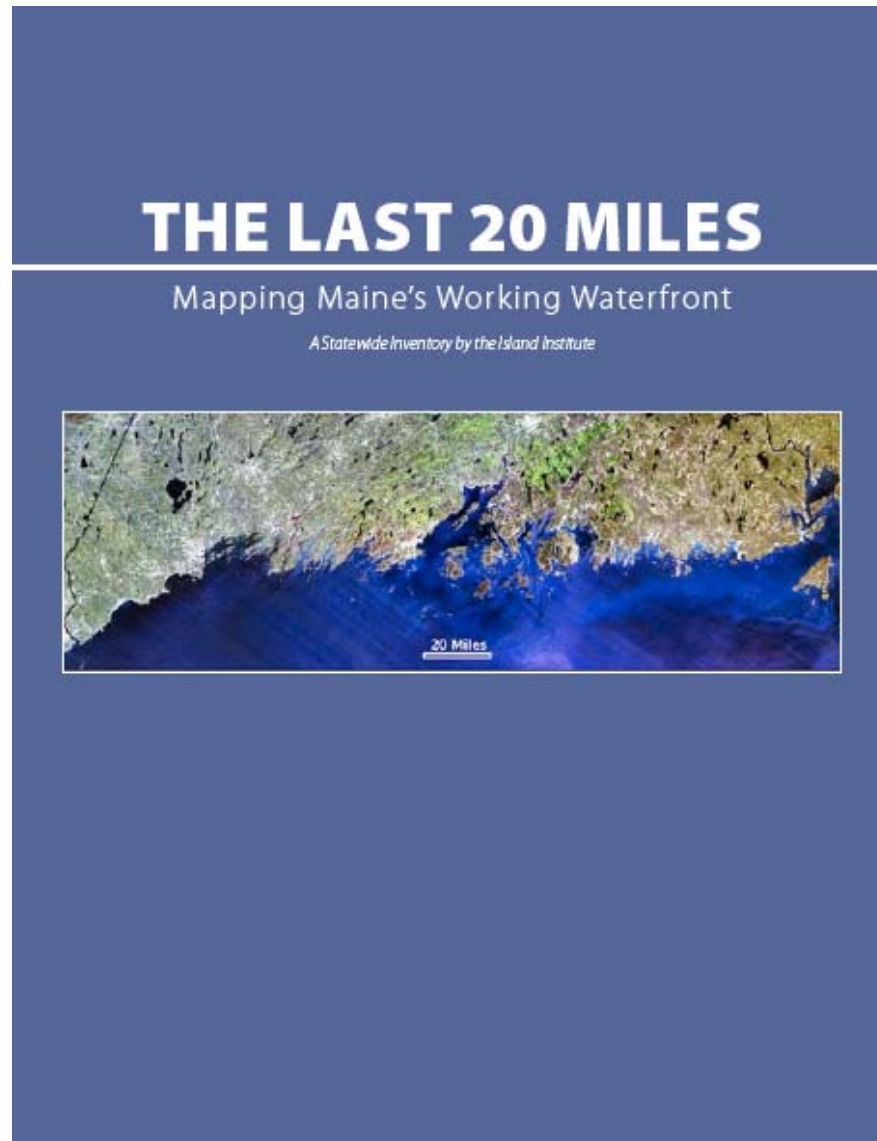 THE LAST 20 MILES
Mapping Maine's Working Waterfront
A Statewide Inventory by the Island Institute
20 Miles